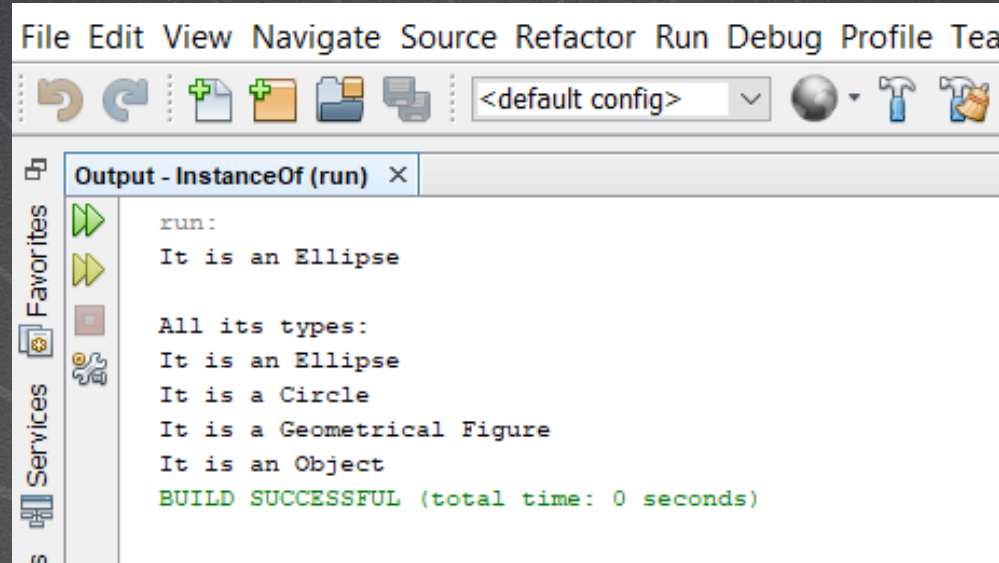 File Edit View Navigate Source Refactor Run Debug Profile
<default config>
Output - InstanceOf (run)
Favorites
Services
run:
It is an Ellipse
All its types:
It is an Ellipse
It is a Circle
It is a Geometrical Figure
It is an Object
BUILD SUCCESSFUL (total time: 0 seconds)